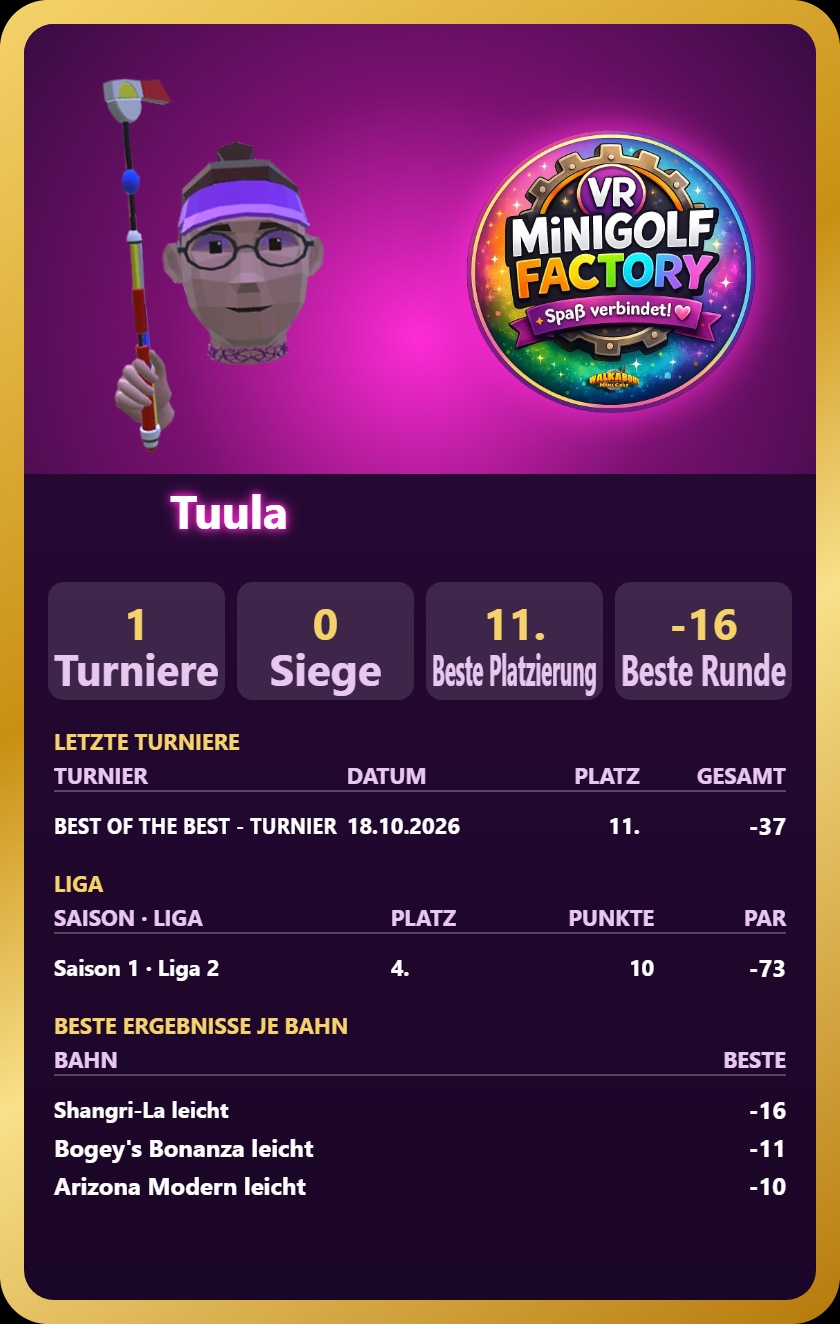 VR
MiNiGOLF
FACTORY
Spaß verbindet!
WALKABOUT
MINI GOLF
Tuula
1
Turniere
0
Siege
11.
Beste Platzierung
-16
Beste Runde
LETZTE TURNIERE
TURNIER DATUM PLATZ GESAMT
BEST OF THE BEST - TURNIER 18.10.2026 11. -37
LIGA
SAISON · LIGA PLATZ PUNKTE PAR
Saison 1 · Liga 2 4. 10 -73
BESTE ERGEBNISSE JE BAHN
BAHN BESTE
Shangri-La leicht -16
Bogey's Bonanza leicht -11
Arizona Modern leicht -10